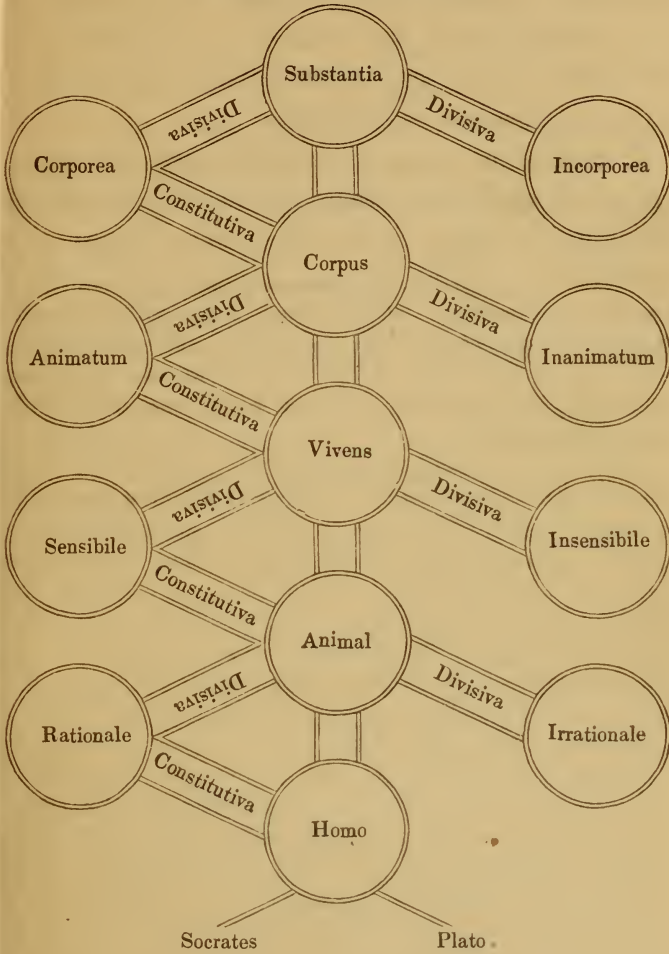 Substantia
Divisiva
Divisiva
Corporea
Incorporea
Constitutiva
Corpus
Divisiva
Divisiva
Animatum
Inanimatum
Constitutiva
Vivens
Divisiva
Divisiva
Sensibile
Insensibile
Constitutiva
Animal
Divisiva
Divisiva
Rationale
Irrationale
Constitutiva
Homo
Socrates
Plato